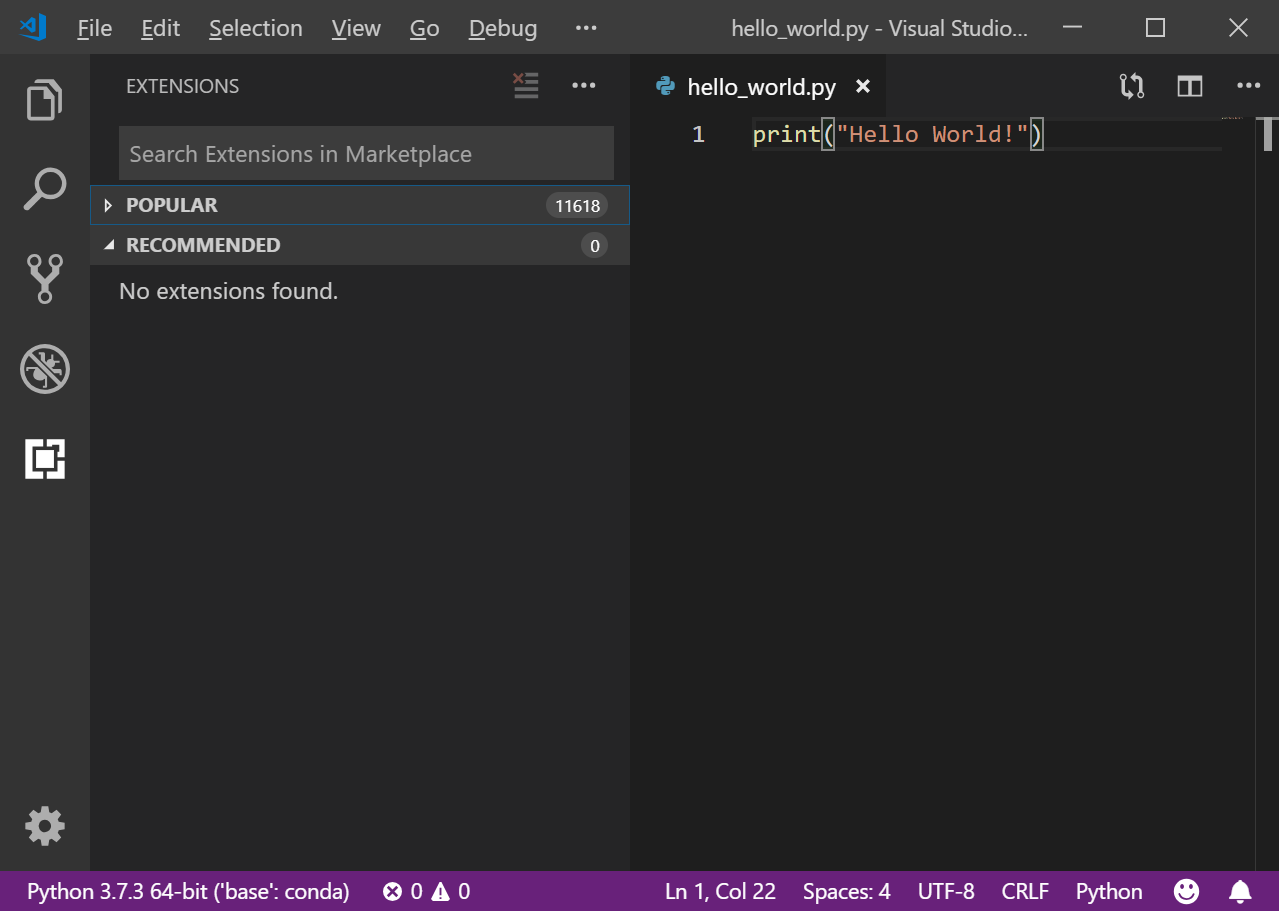 File Edit Selection View Go Debug ··· hello_world.py - Visual Studio...
EXTENSIONS
hello_world.py
Search Extensions in Marketplace
1 print("Hello World!")
POPULAR 11618
RECOMMENDED 0
No extensions found.
Python 3.7.3 64-bit ('base': conda) 0 0 Ln 1, Col 22 Spaces: 4 UTF-8 CRLF Python